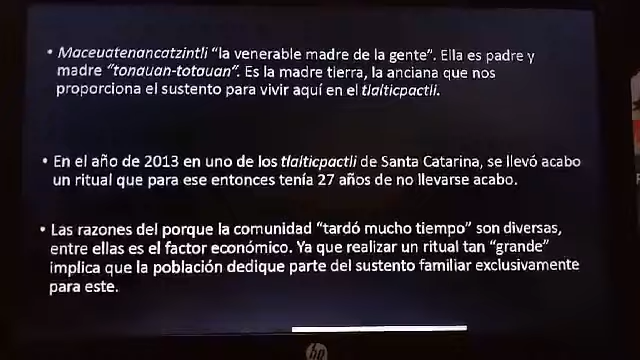 • Maceuatenancatzintli “la venerable madre de la gente”. Ella es padre y
madre “tonauan-totauan”. Es la madre tierra, la anciana que nos
proporciona el sustento para vivir aquí en el tlalticpactli.
• En el año de 2013 en uno de los tlalticpactli de Santa Catarina, se llevó acabo
un ritual que para ese entonces tenía 27 años de no llevarse acabo.
• Las razones del porque la comunidad “tardó mucho tiempo” son diversas,
entre ellas es el factor económico. Ya que realizar un ritual tan “grande”
implica que la población dedique parte del sustento familiar exclusivamente
para este.
hp